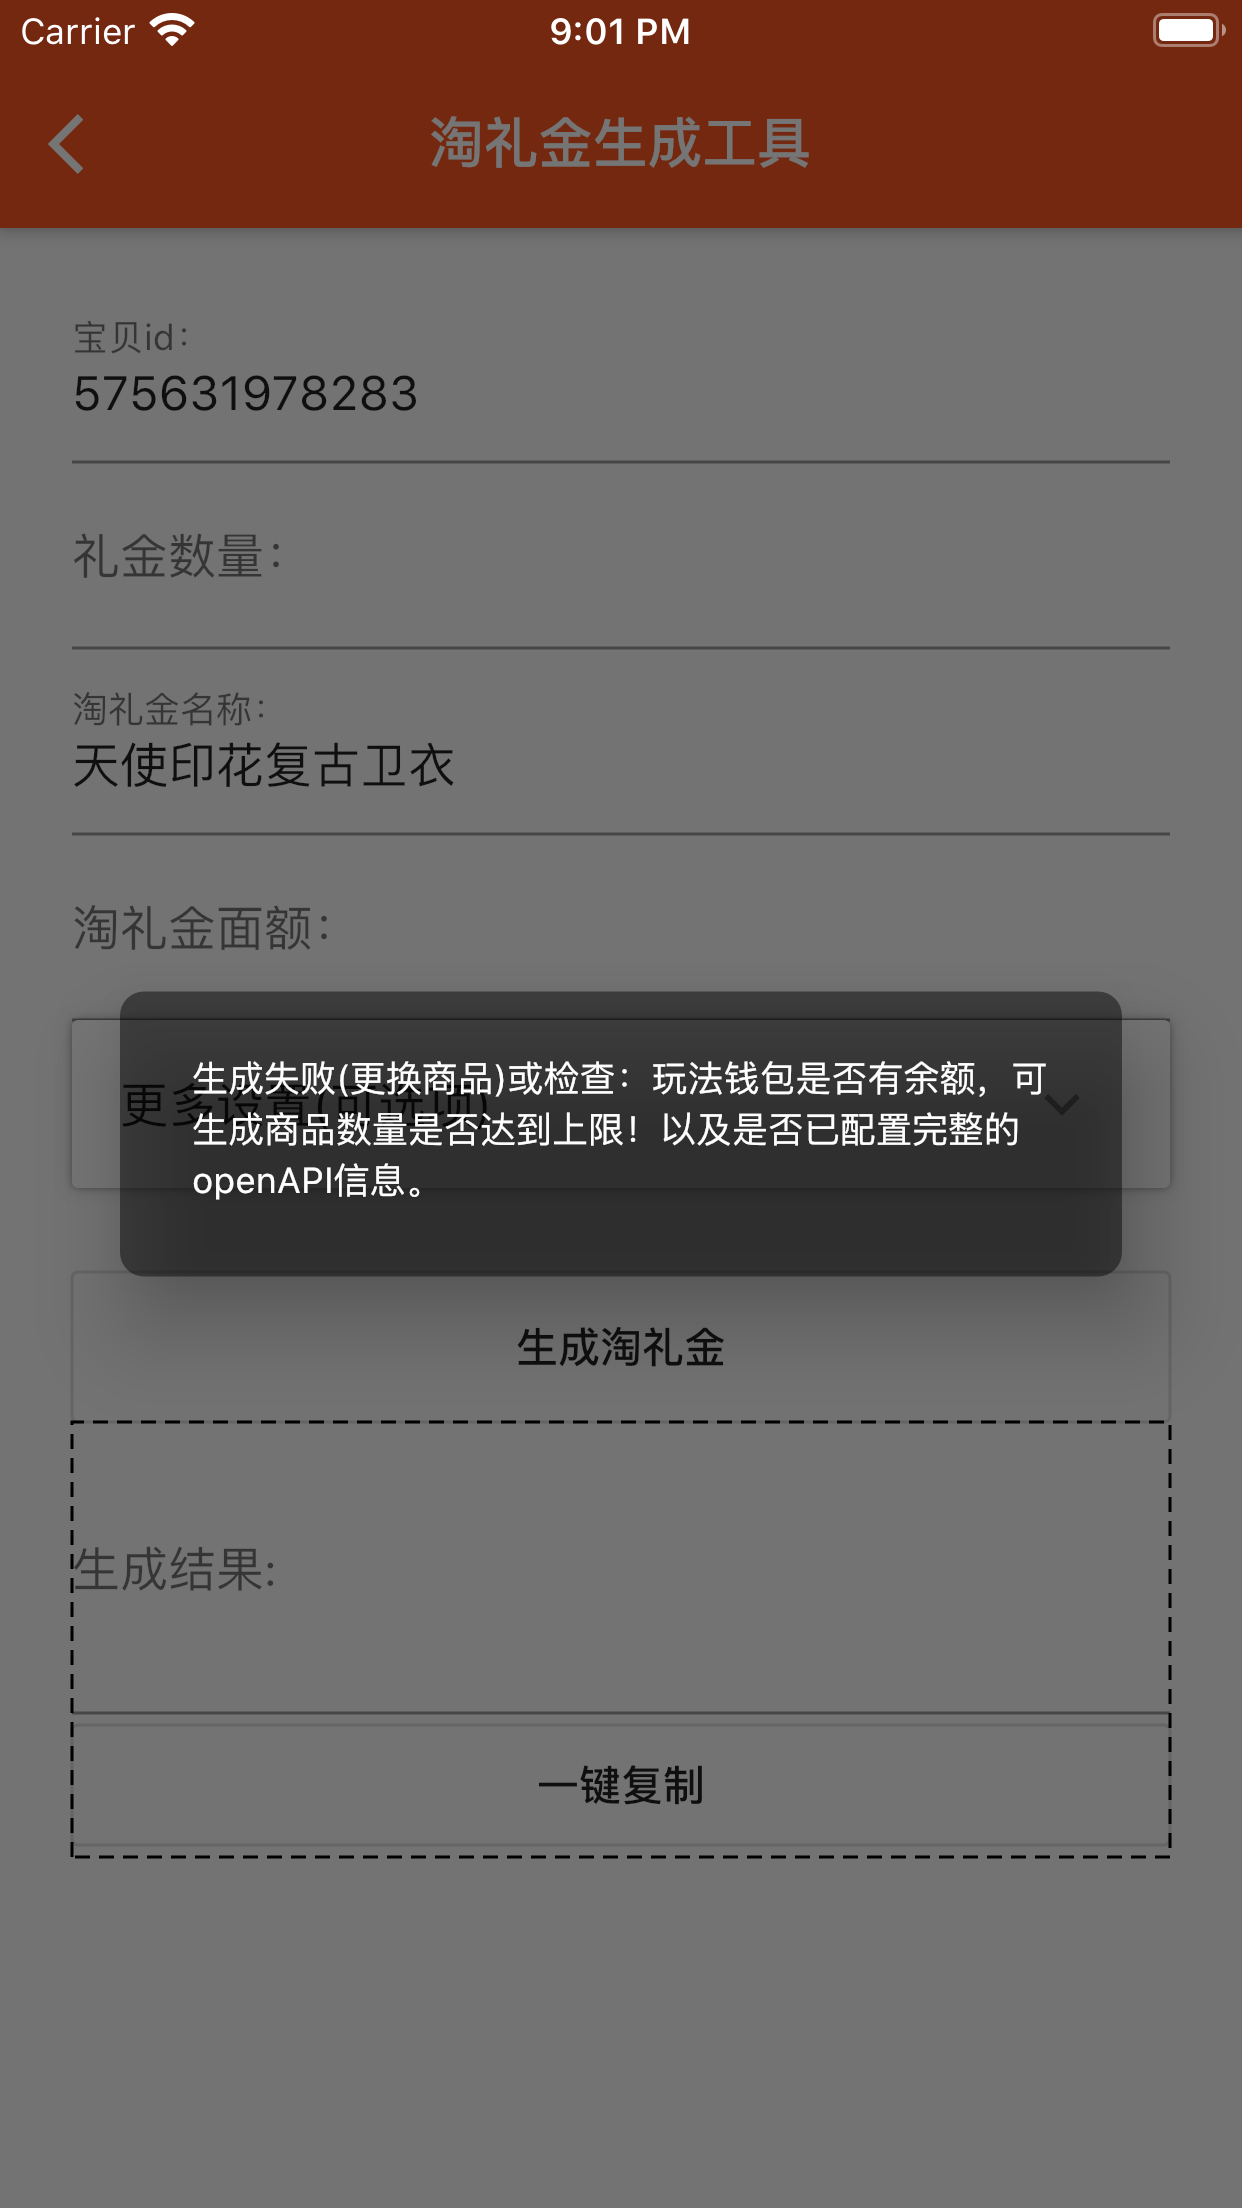 Carrier
9:01 PM
淘礼金生成工具
宝贝id：
575631978283
礼金数量：
淘礼金名称：
天使印花复古卫衣
淘礼金面额：
更多设置(可选项)
生成失败(更换商品)或检查：玩法钱包是否有余额，可
生成商品数量是否达到上限！以及是否已配置完整的
openAPI信息。
生成淘礼金
生成结果:
一键复制